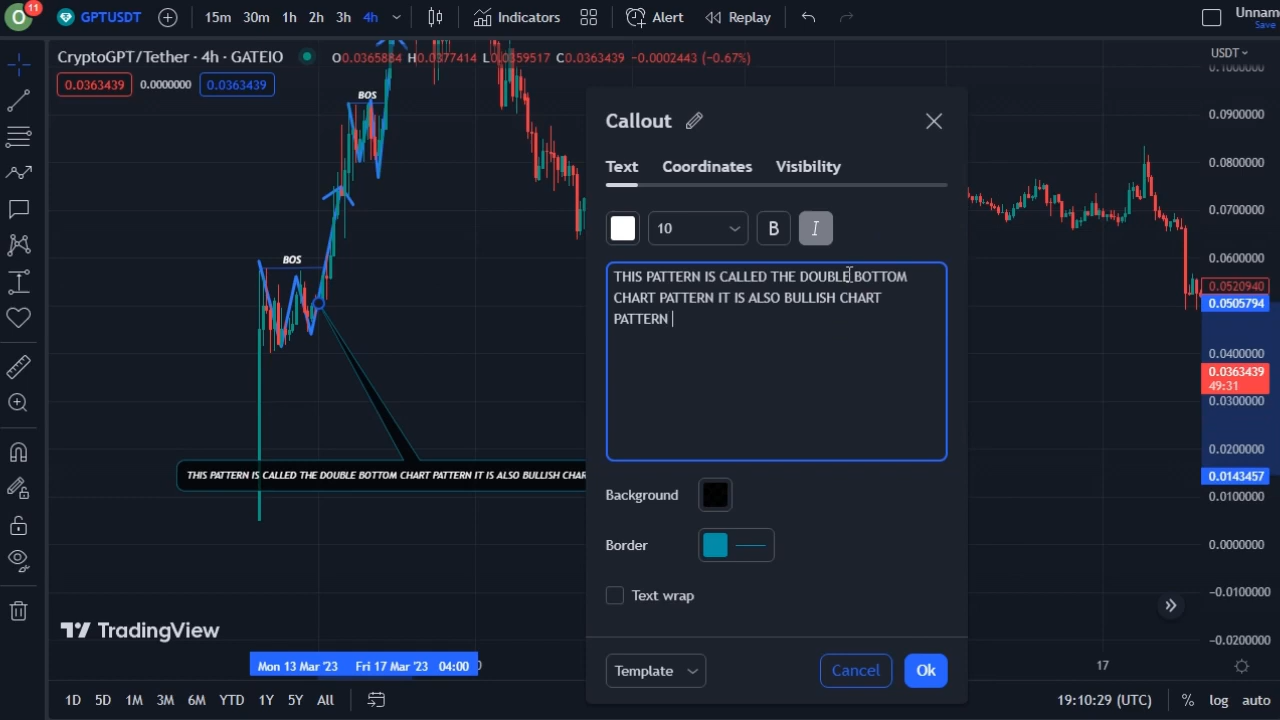 O 11 GPTUSDT 15m 30m 1h 2h 3h 4h Indicators Alert Replay Unnam
Save
CryptoGPT/Tether · 4h · GATEIO O0.0365884 H0.0377414 L0.0359517 C0.0363439 −0.0002443 (−0.67%)
0.0363439 0.0000000 0.0363439
USDT
0.1000000
0.0900000
0.0800000
0.0700000
0.0600000
0.0520940
0.0505794
0.0400000
0.0363439
49:31
0.0300000
0.0200000
0.0143457
0.0100000
0.0000000
−0.0100000
−0.0200000
BOS
BOS
THIS PATTERN IS CALLED THE DOUBLE BOTTOM CHART PATTERN IT IS ALSO BULLISH CHAR
Callout
Text Coordinates Visibility
10 B I
THIS PATTERN IS CALLED THE DOUBLE BOTTOM
CHART PATTERN IT IS ALSO BULLISH CHART
PATTERN
Background
Border
Text wrap
Template Cancel Ok
TradingView
Mon 13 Mar '23 Fri 17 Mar '23 04:00
17
1D 5D 1M 3M 6M YTD 1Y 5Y All 19:10:29 (UTC) % log auto